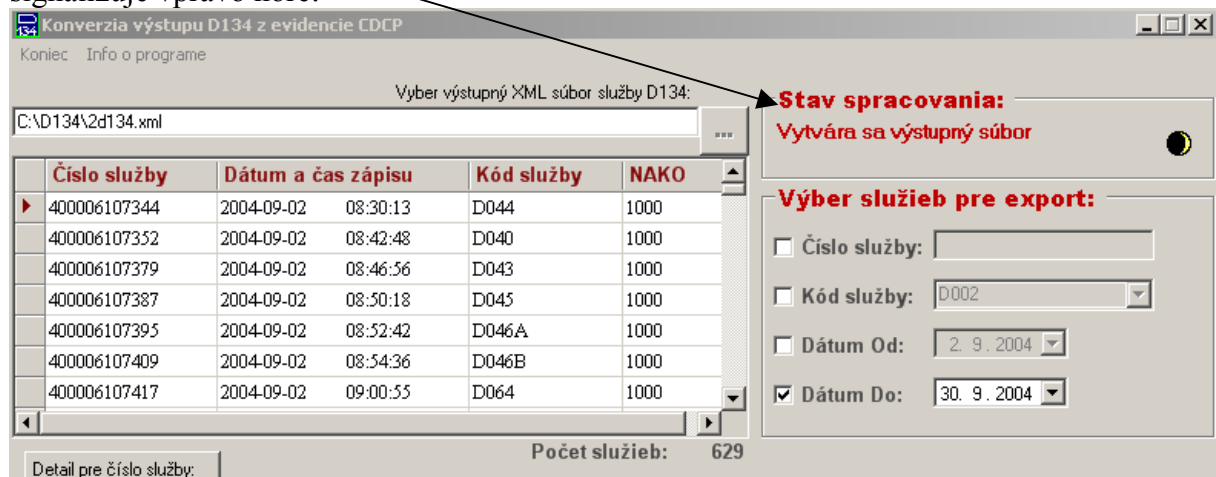 signalizuje vpravo hore.
134 Konverzia výstupu D134 z evidencie CDCP
Koniec Info o programe
Vyber výstupný XML súbor služby D134:
C:\D134\2d134.xml
...
Stav spracovania:
Vytvára sa výstupný súbor
Číslo služby Dátum a čas zápisu Kód služby NAKO
400006107344 2004-09-02 08:30:13 D044 1000
400006107352 2004-09-02 08:42:48 D040 1000
400006107379 2004-09-02 08:46:56 D043 1000
400006107387 2004-09-02 08:50:18 D045 1000
400006107395 2004-09-02 08:52:42 D046A 1000
400006107409 2004-09-02 08:54:36 D046B 1000
400006107417 2004-09-02 09:00:55 D064 1000
Výber služieb pre export:
Číslo služby:
Kód služby: D002
Dátum Od: 2. 9. 2004
Dátum Do: 30. 9. 2004
Počet služieb: 629
Detail pre číslo služby: